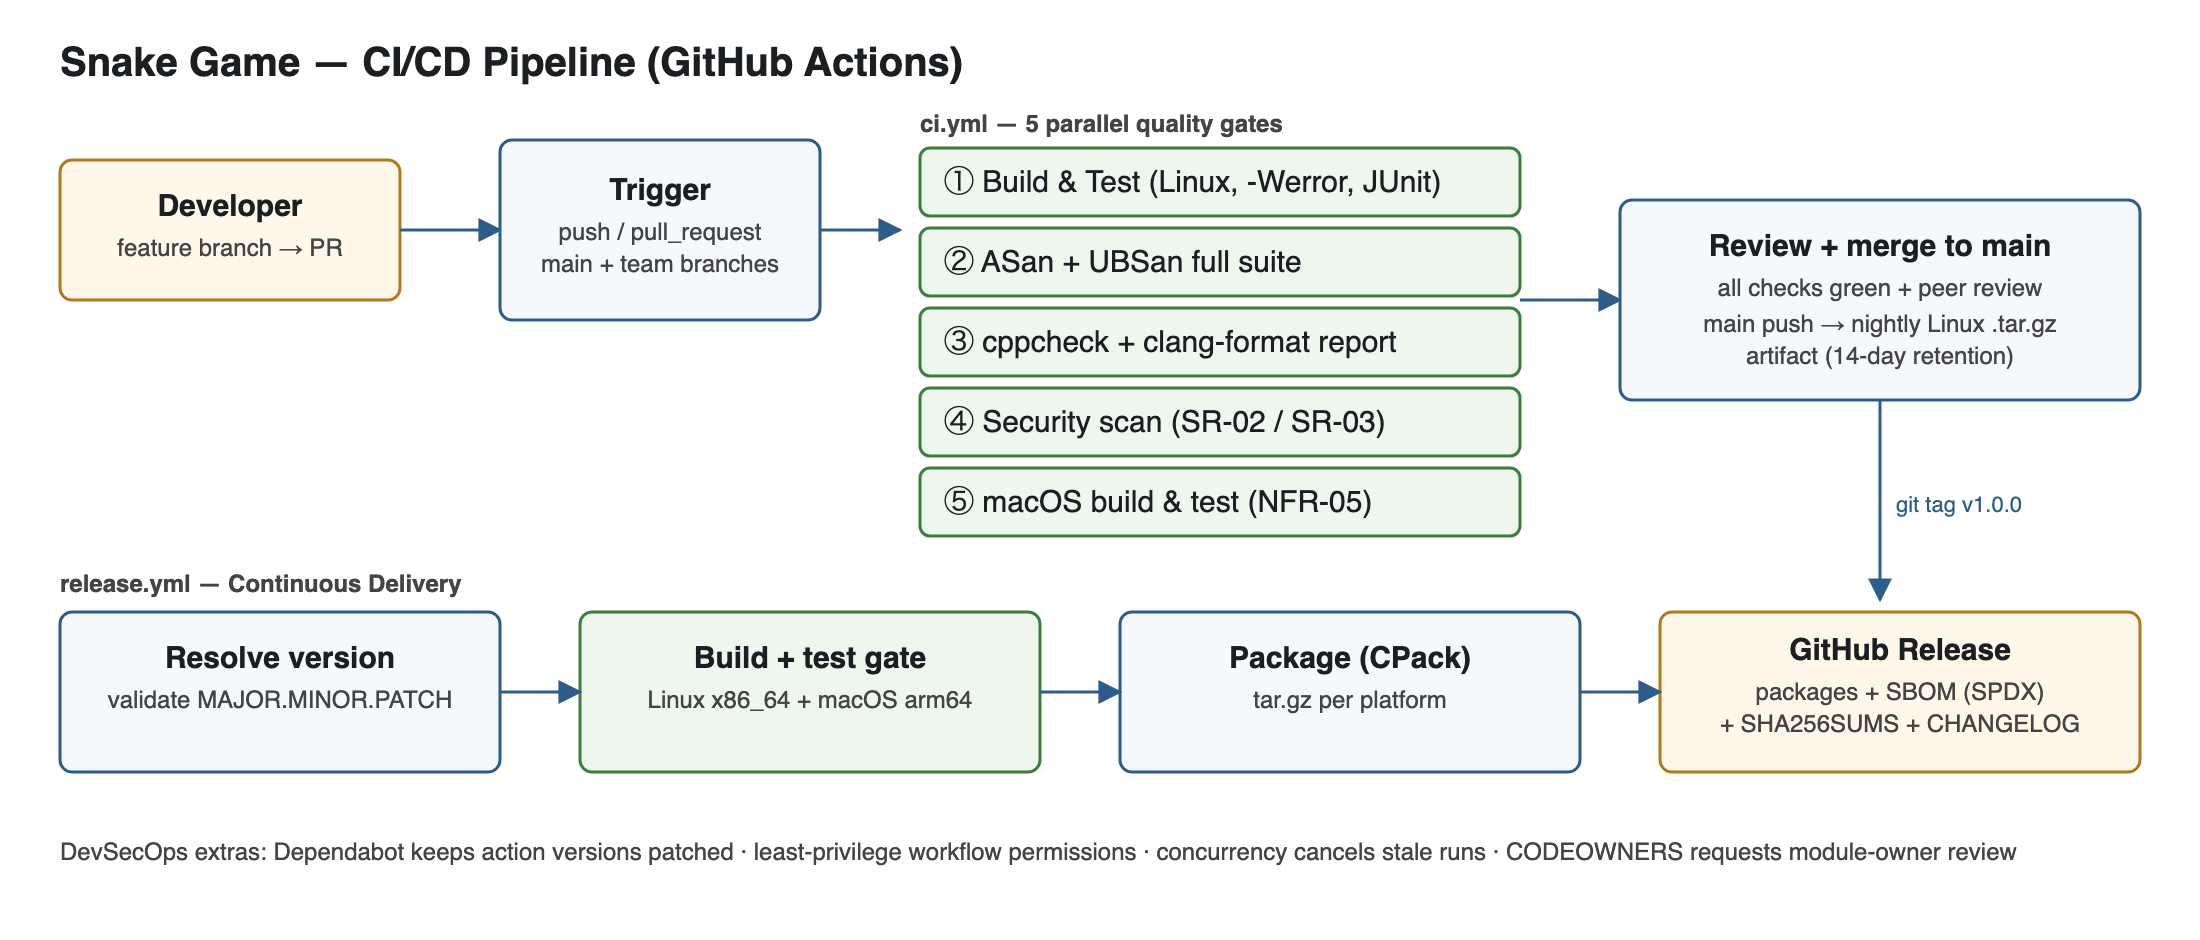 Snake Game — CI/CD Pipeline (GitHub Actions)
Developer
feature branch → PR
Trigger
push / pull_request
main + team branches
ci.yml — 5 parallel quality gates
① Build & Test (Linux, -Werror, JUnit)
② ASan + UBSan full suite
③ cppcheck + clang-format report
④ Security scan (SR-02 / SR-03)
⑤ macOS build & test (NFR-05)
Review + merge to main
all checks green + peer review
main push → nightly Linux .tar.gz
artifact (14-day retention)
git tag v1.0.0
release.yml — Continuous Delivery
Resolve version
validate MAJOR.MINOR.PATCH
Build + test gate
Linux x86_64 + macOS arm64
Package (CPack)
tar.gz per platform
GitHub Release
packages + SBOM (SPDX)
+ SHA256SUMS + CHANGELOG
DevSecOps extras: Dependabot keeps action versions patched · least-privilege workflow permissions · concurrency cancels stale runs · CODEOWNERS requests module-owner review